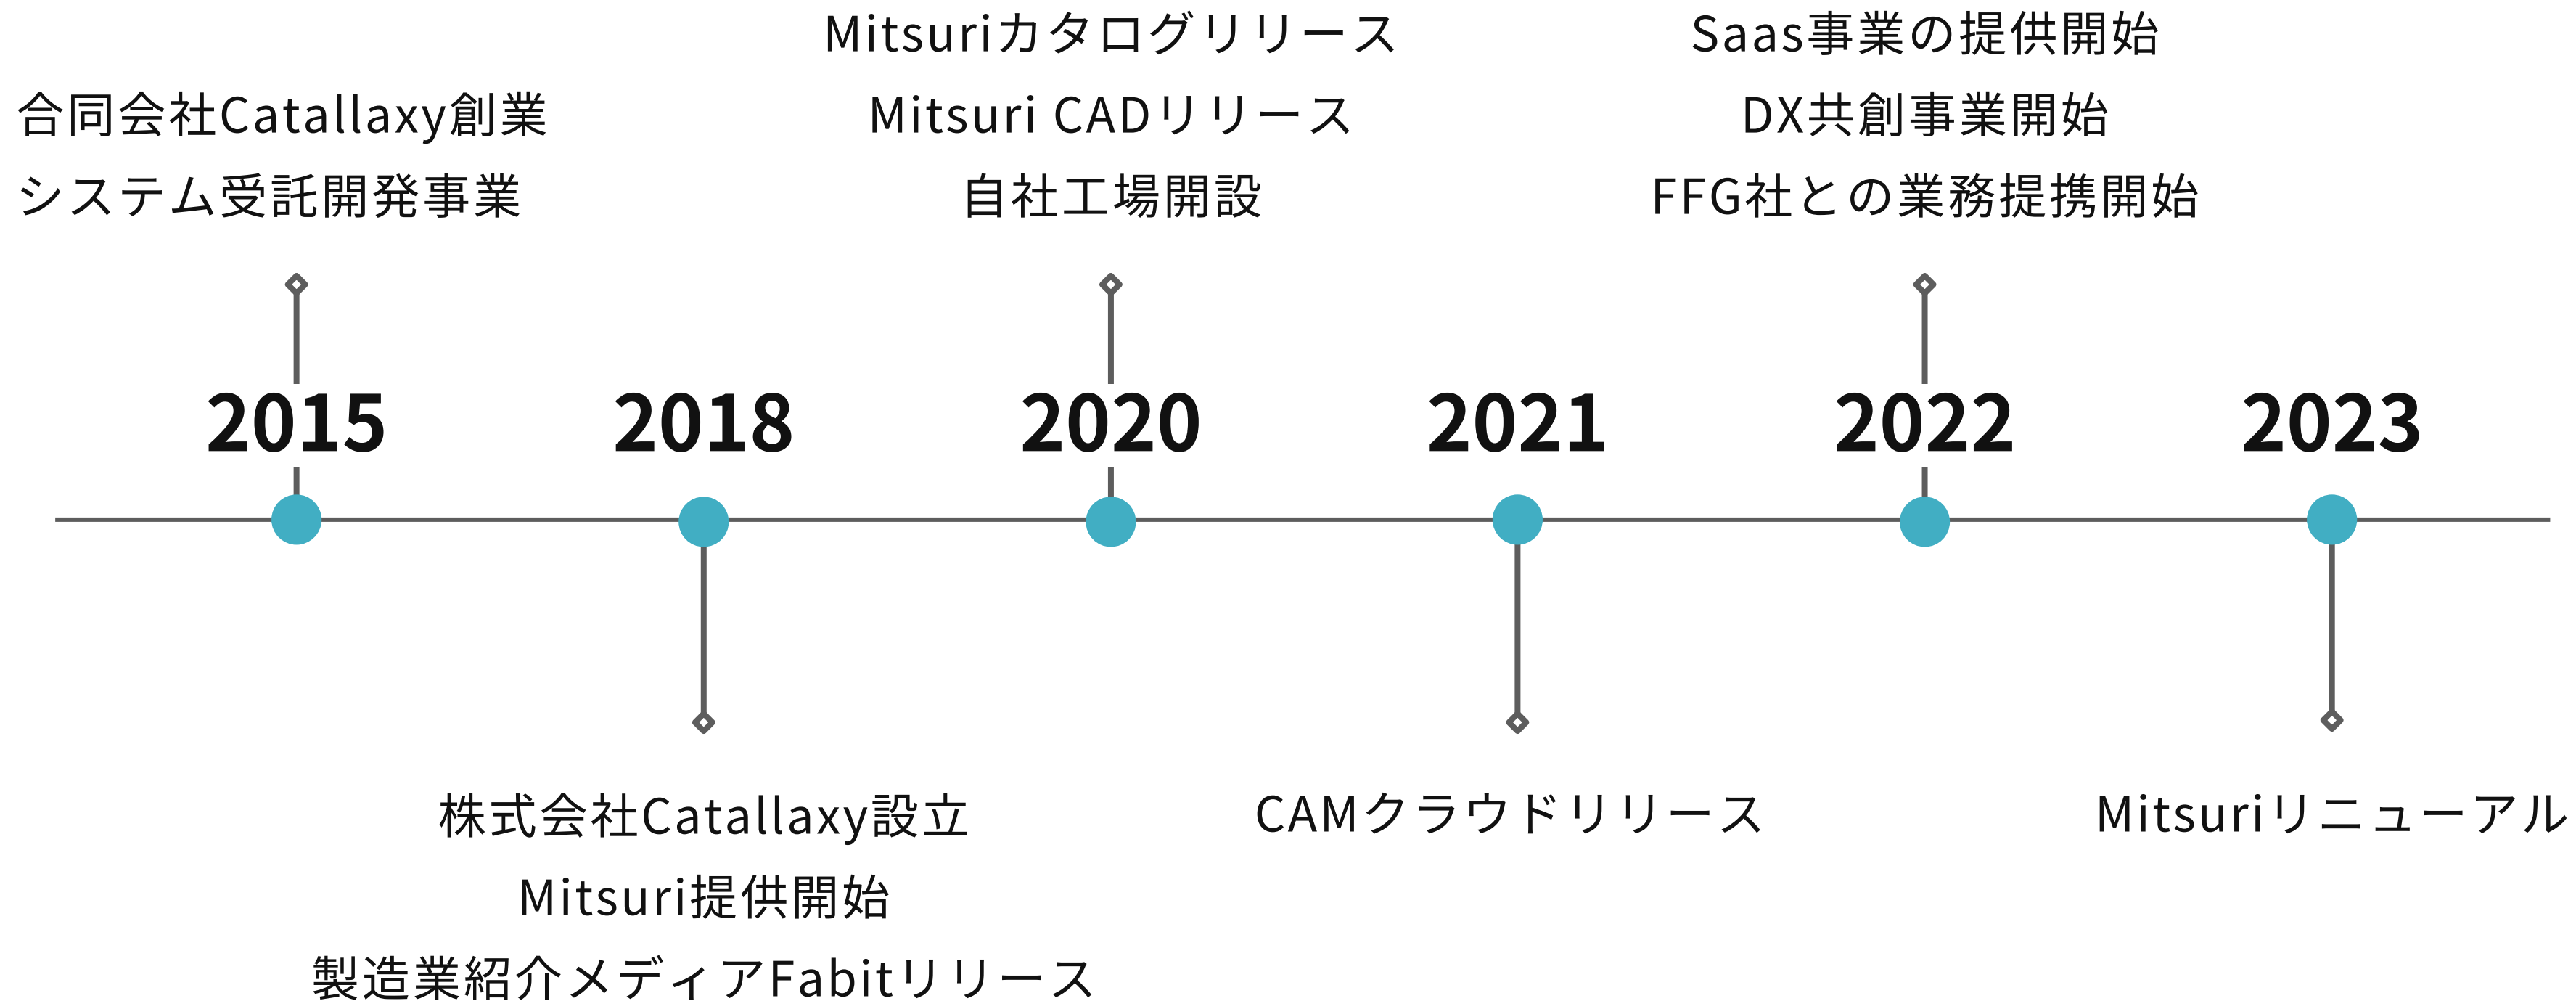 合同会社Catallaxy創業
システム受託開発事業
2015
2018
株式会社Catallaxy設立
Mitsuri提供開始
製造業紹介メディアFabitリリース
Mitsuriカタログリリース
Mitsuri CADリリース
自社工場開設
2020
2021
CAMクラウドリリース
Saas事業の提供開始
DX共創事業開始
FFG社との業務提携開始
2022
2023
Mitsuriリニューアル